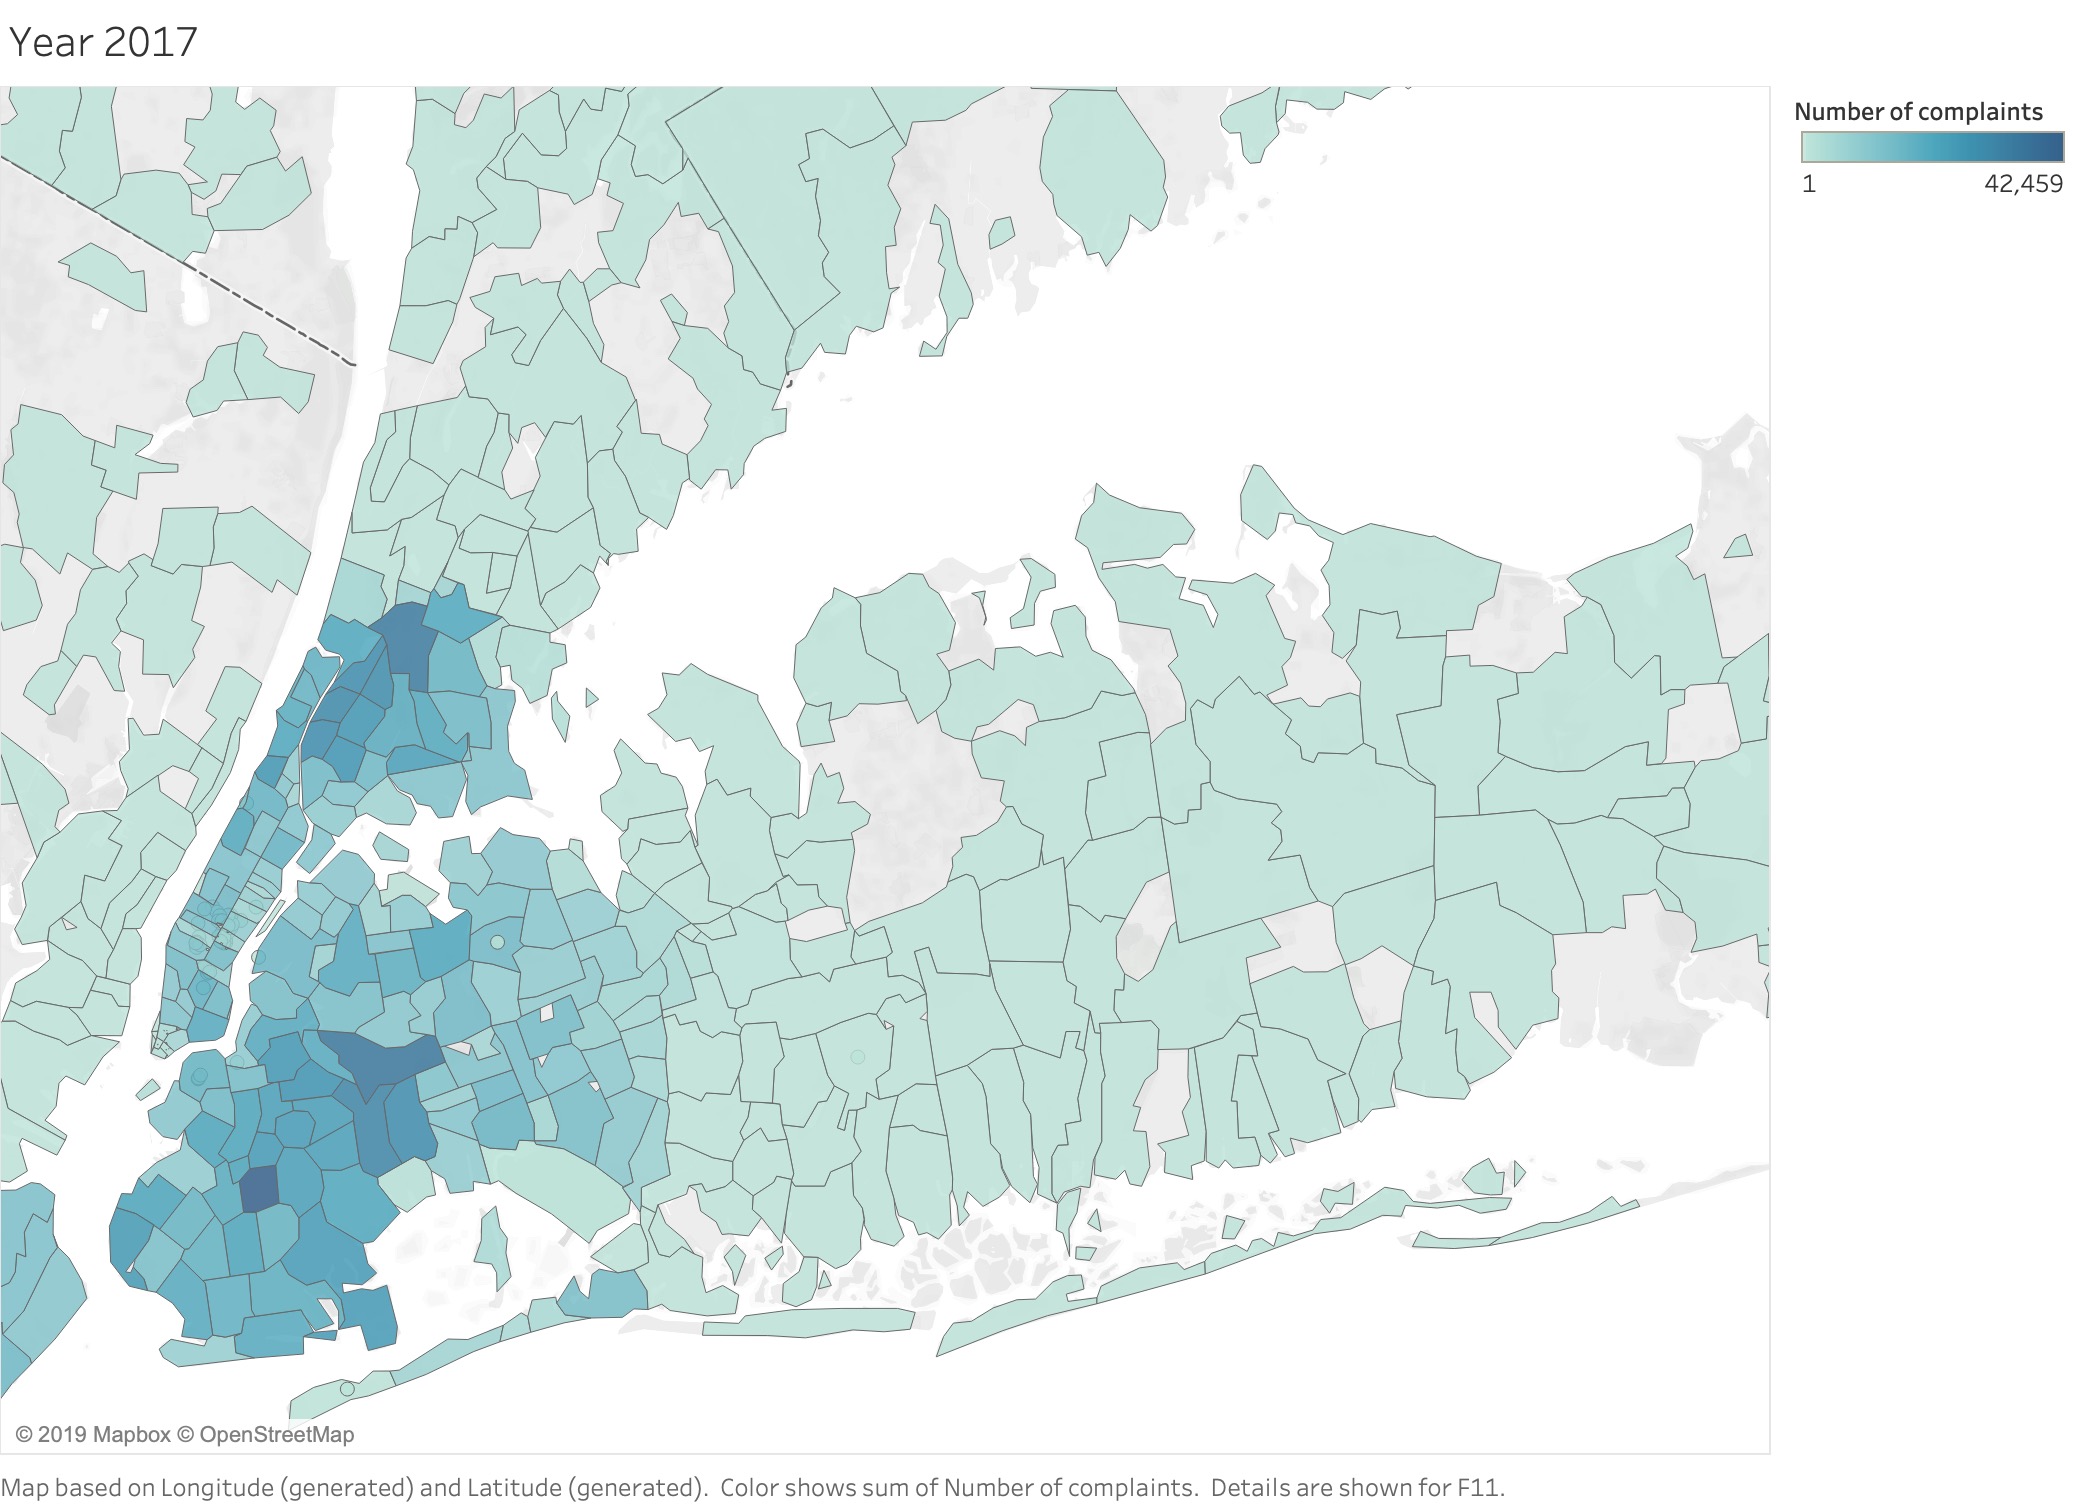 Year 2017
Number of complaints
1 42,459
© 2019 Mapbox © OpenStreetMap
Map based on Longitude (generated) and Latitude (generated). Color shows sum of Number of complaints. Details are shown for F11.